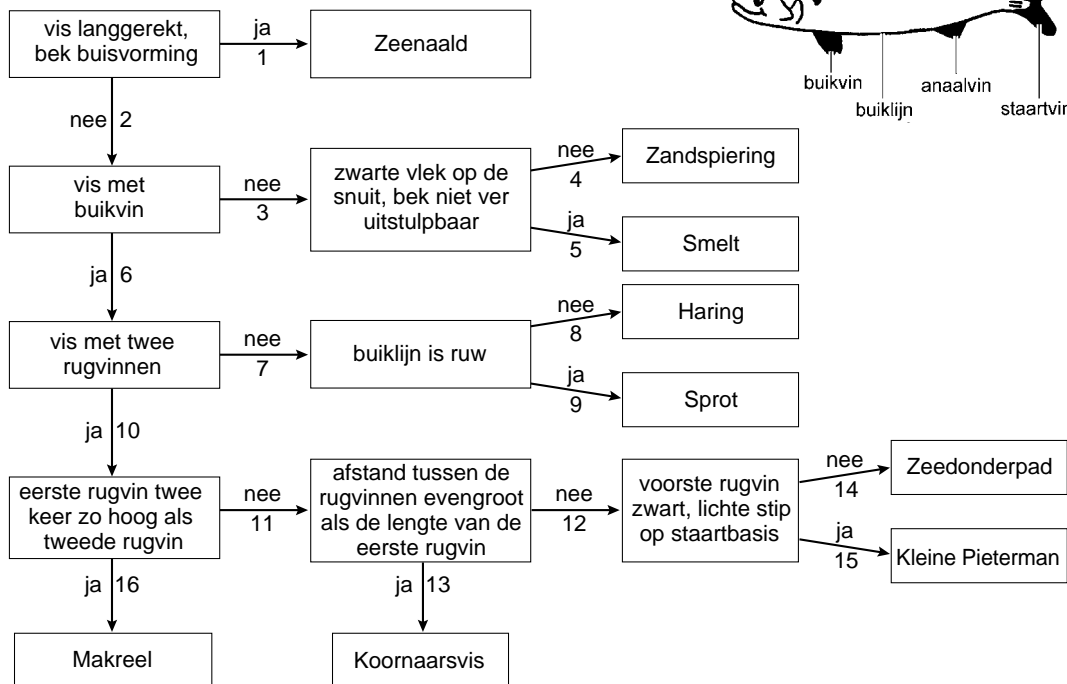 vis langgerekt,
bek buisvorming
ja
1
Zeenaald
buikvin
buiklijn
anaalvin
staartvin
nee 2
vis met
buikvin
nee
3
zwarte vlek op de
snuit, bek niet ver
uitstulpbaar
nee
4
Zandspiering
ja
5
Smelt
ja 6
vis met twee
rugvinnen
nee
7
buiklijn is ruw
nee
8
Haring
ja
9
Sprot
ja 10
eerste rugvin twee
keer zo hoog als
tweede rugvin
nee
11
afstand tussen de
rugvinnen evengroot
als de lengte van de
eerste rugvin
nee
12
voorste rugvin
zwart, lichte stip
op staartbasis
nee
14
Zeedonderpad
ja
15
Kleine Pieterman
ja 16
Makreel
ja 13
Koornaarsvis